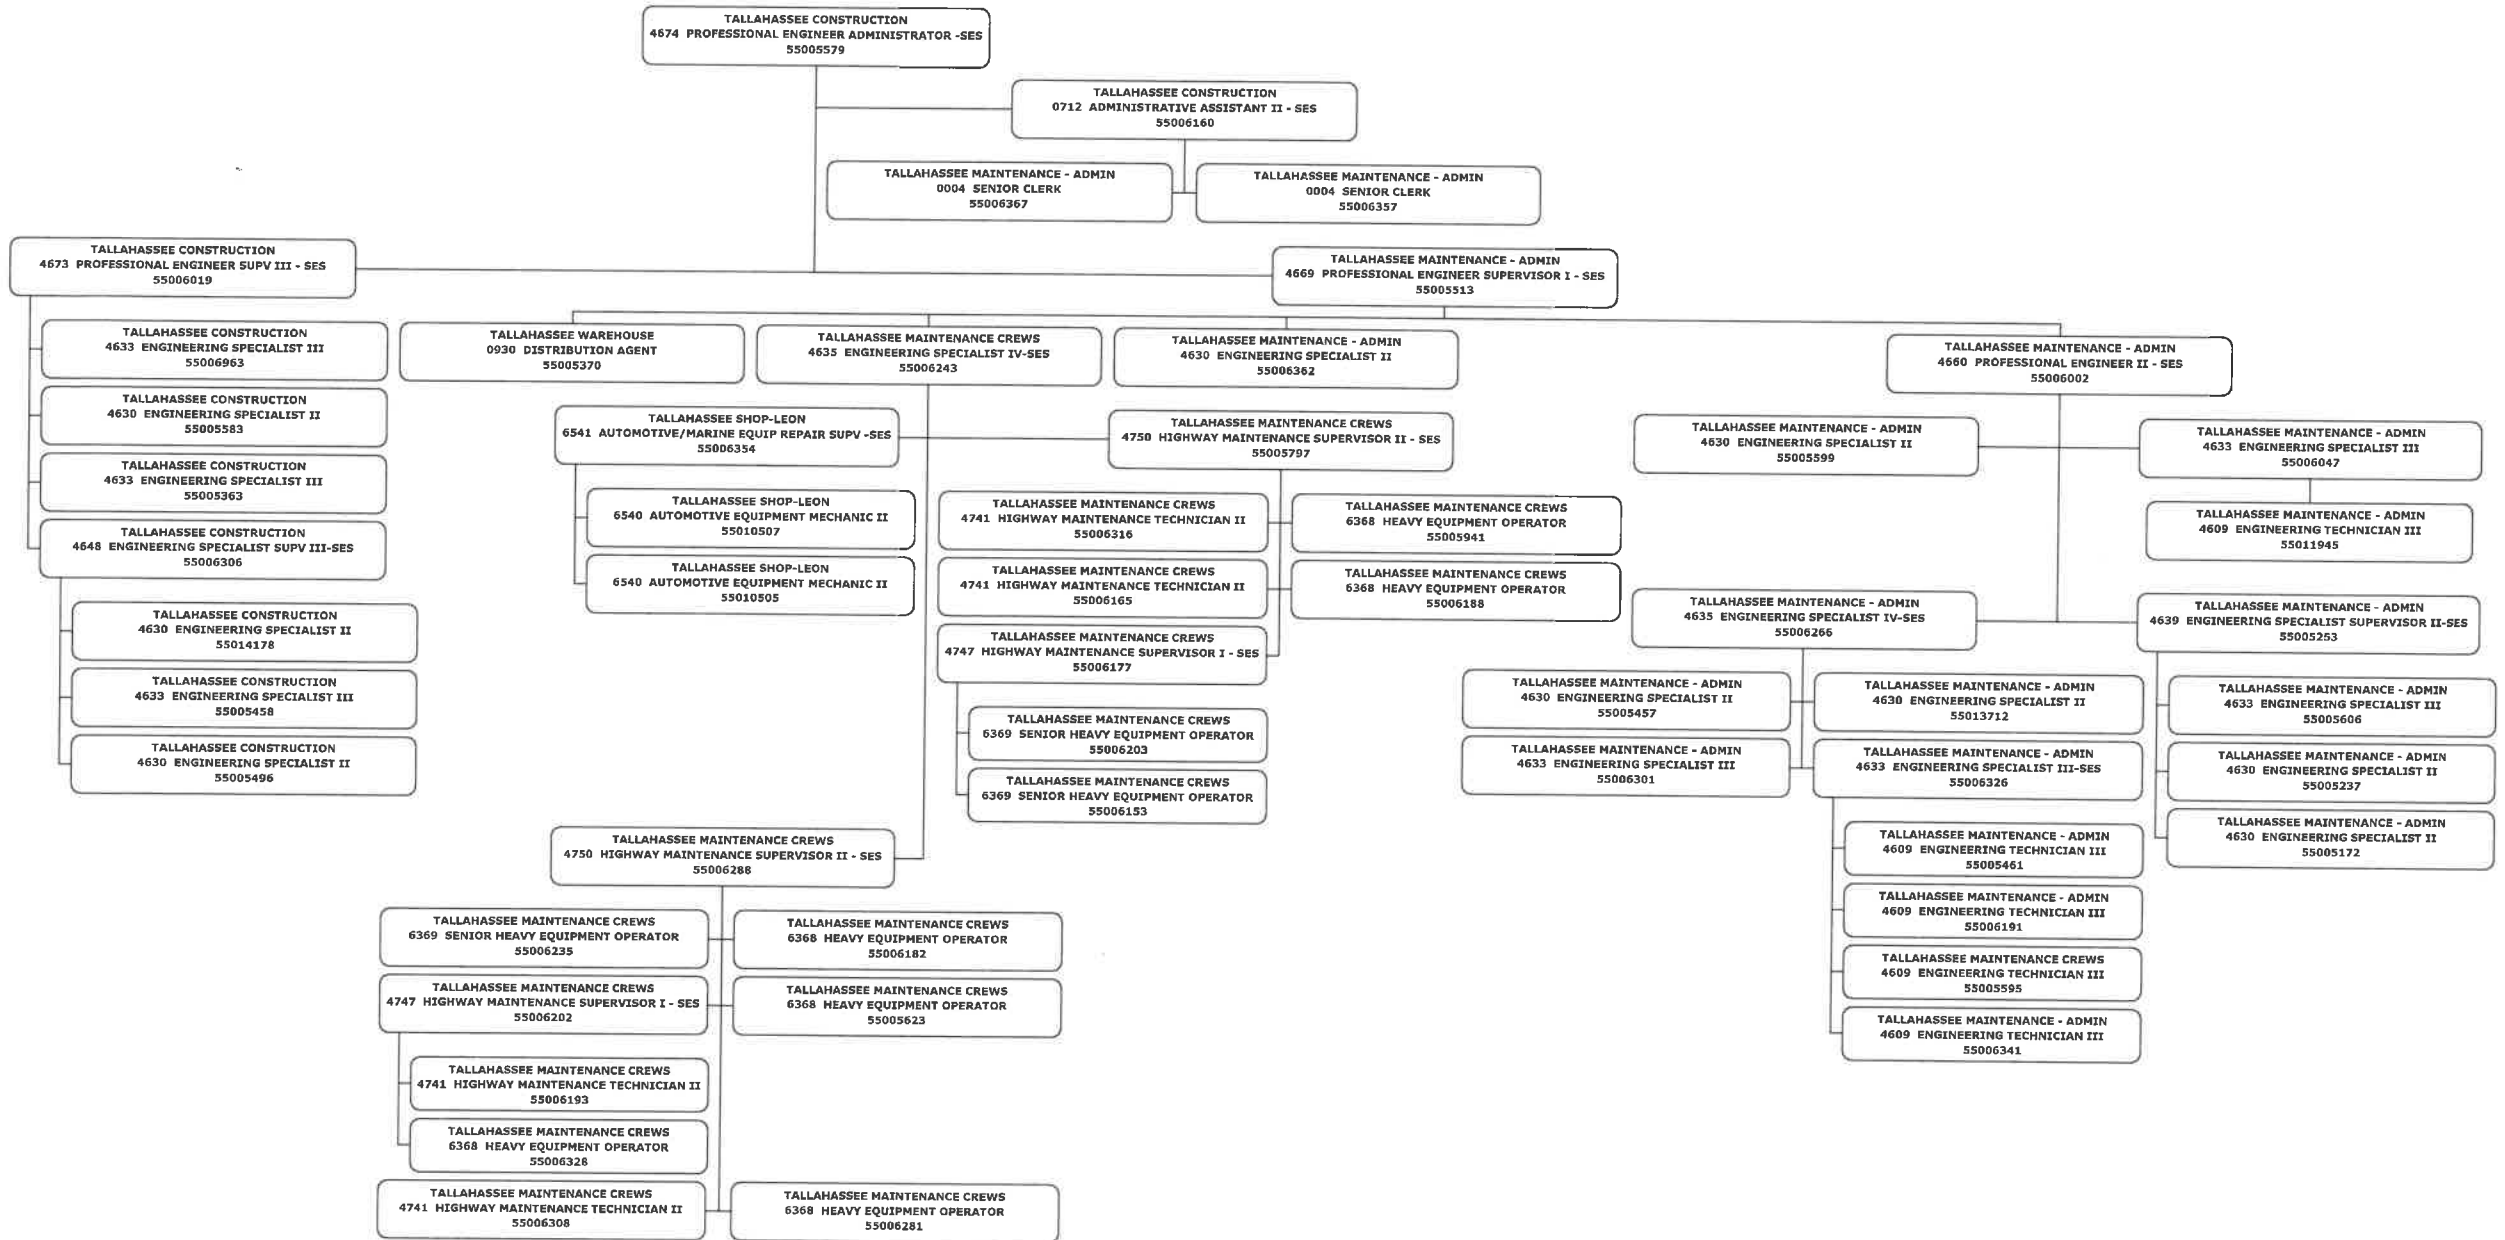 TALLAHASSEE CONSTRUCTION
4674 PROFESSIONAL ENGINEER ADMINISTRATOR -SES
55005579
TALLAHASSEE CONSTRUCTION
0712 ADMINISTRATIVE ASSISTANT II - SES
55006160
TALLAHASSEE MAINTENANCE - ADMIN
0004 SENIOR CLERK
55006367
TALLAHASSEE MAINTENANCE - ADMIN
0004 SENIOR CLERK
55006357
TALLAHASSEE CONSTRUCTION
4673 PROFESSIONAL ENGINEER SUPV III - SES
55006019
TALLAHASSEE MAINTENANCE - ADMIN
4669 PROFESSIONAL ENGINEER SUPERVISOR I - SES
55005513
TALLAHASSEE CONSTRUCTION
4633 ENGINEERING SPECIALIST III
55006963
TALLAHASSEE CONSTRUCTION
4630 ENGINEERING SPECIALIST II
55005583
TALLAHASSEE CONSTRUCTION
4633 ENGINEERING SPECIALIST III
55005363
TALLAHASSEE CONSTRUCTION
4648 ENGINEERING SPECIALIST SUPV III-SES
55006306
TALLAHASSEE CONSTRUCTION
4630 ENGINEERING SPECIALIST II
55014178
TALLAHASSEE CONSTRUCTION
4633 ENGINEERING SPECIALIST III
55005458
TALLAHASSEE CONSTRUCTION
4630 ENGINEERING SPECIALIST II
55005496
TALLAHASSEE WAREHOUSE
0930 DISTRIBUTION AGENT
55005370
TALLAHASSEE MAINTENANCE CREWS
4635 ENGINEERING SPECIALIST IV-SES
55006243
TALLAHASSEE MAINTENANCE - ADMIN
4630 ENGINEERING SPECIALIST II
55006362
TALLAHASSEE MAINTENANCE - ADMIN
4660 PROFESSIONAL ENGINEER II - SES
55006002
TALLAHASSEE SHOP-LEON
6541 AUTOMOTIVE/MARINE EQUIP REPAIR SUPV -SES
55006354
TALLAHASSEE SHOP-LEON
6540 AUTOMOTIVE EQUIPMENT MECHANIC II
55010507
TALLAHASSEE SHOP-LEON
6540 AUTOMOTIVE EQUIPMENT MECHANIC II
55010505
TALLAHASSEE MAINTENANCE CREWS
4750 HIGHWAY MAINTENANCE SUPERVISOR II - SES
55005797
TALLAHASSEE MAINTENANCE CREWS
4741 HIGHWAY MAINTENANCE TECHNICIAN II
55006316
TALLAHASSEE MAINTENANCE CREWS
6368 HEAVY EQUIPMENT OPERATOR
55005941
TALLAHASSEE MAINTENANCE CREWS
4741 HIGHWAY MAINTENANCE TECHNICIAN II
55006165
TALLAHASSEE MAINTENANCE CREWS
6368 HEAVY EQUIPMENT OPERATOR
55006188
TALLAHASSEE MAINTENANCE CREWS
4747 HIGHWAY MAINTENANCE SUPERVISOR I - SES
55006177
TALLAHASSEE MAINTENANCE CREWS
6369 SENIOR HEAVY EQUIPMENT OPERATOR
55006203
TALLAHASSEE MAINTENANCE CREWS
6369 SENIOR HEAVY EQUIPMENT OPERATOR
55006153
TALLAHASSEE MAINTENANCE CREWS
4750 HIGHWAY MAINTENANCE SUPERVISOR II - SES
55006288
TALLAHASSEE MAINTENANCE CREWS
6369 SENIOR HEAVY EQUIPMENT OPERATOR
55006235
TALLAHASSEE MAINTENANCE CREWS
6368 HEAVY EQUIPMENT OPERATOR
55006182
TALLAHASSEE MAINTENANCE CREWS
4747 HIGHWAY MAINTENANCE SUPERVISOR I - SES
55006202
TALLAHASSEE MAINTENANCE CREWS
6368 HEAVY EQUIPMENT OPERATOR
55005623
TALLAHASSEE MAINTENANCE CREWS
4741 HIGHWAY MAINTENANCE TECHNICIAN II
55006193
TALLAHASSEE MAINTENANCE CREWS
6368 HEAVY EQUIPMENT OPERATOR
55006328
TALLAHASSEE MAINTENANCE CREWS
4741 HIGHWAY MAINTENANCE TECHNICIAN II
55006308
TALLAHASSEE MAINTENANCE CREWS
6368 HEAVY EQUIPMENT OPERATOR
55006281
TALLAHASSEE MAINTENANCE - ADMIN
4630 ENGINEERING SPECIALIST II
55005599
TALLAHASSEE MAINTENANCE - ADMIN
4633 ENGINEERING SPECIALIST III
55006047
TALLAHASSEE MAINTENANCE - ADMIN
4609 ENGINEERING TECHNICIAN III
55011945
TALLAHASSEE MAINTENANCE - ADMIN
4635 ENGINEERING SPECIALIST IV-SES
55006266
TALLAHASSEE MAINTENANCE - ADMIN
4639 ENGINEERING SPECIALIST SUPERVISOR II-SES
55005253
TALLAHASSEE MAINTENANCE - ADMIN
4630 ENGINEERING SPECIALIST II
55005457
TALLAHASSEE MAINTENANCE - ADMIN
4630 ENGINEERING SPECIALIST II
55013712
TALLAHASSEE MAINTENANCE - ADMIN
4633 ENGINEERING SPECIALIST III
55006301
TALLAHASSEE MAINTENANCE - ADMIN
4633 ENGINEERING SPECIALIST III-SES
55006326
TALLAHASSEE MAINTENANCE - ADMIN
4609 ENGINEERING TECHNICIAN III
55005461
TALLAHASSEE MAINTENANCE - ADMIN
4609 ENGINEERING TECHNICIAN III
55006191
TALLAHASSEE MAINTENANCE CREWS
4609 ENGINEERING TECHNICIAN III
55005595
TALLAHASSEE MAINTENANCE - ADMIN
4609 ENGINEERING TECHNICIAN III
55006341
TALLAHASSEE MAINTENANCE - ADMIN
4633 ENGINEERING SPECIALIST III
55005606
TALLAHASSEE MAINTENANCE - ADMIN
4630 ENGINEERING SPECIALIST II
55005237
TALLAHASSEE MAINTENANCE - ADMIN
4630 ENGINEERING SPECIALIST II
55005172